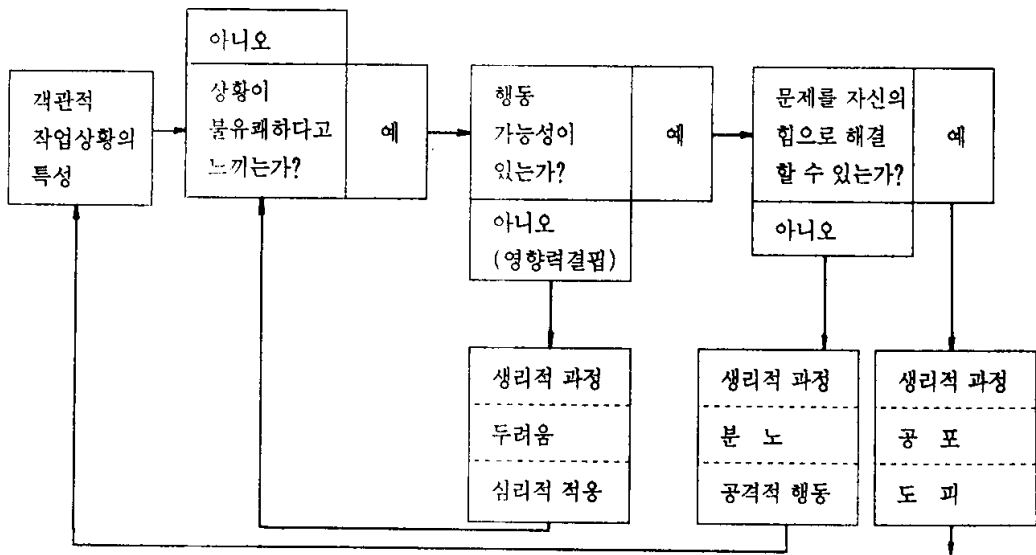 객관적
작업상황의
특성
아니오
상황이
불유쾌하다고
느끼는가?
예
행동
가능성이
있는가?
예
아니오
(영향력결핍)
문제를 자신의
힘으로 해결
할 수 있는가?
예
아니오
생리적 과정
두려움
심리적 적응
생리적 과정
분 노
공격적 행동
생리적 과정
공 포
도 피